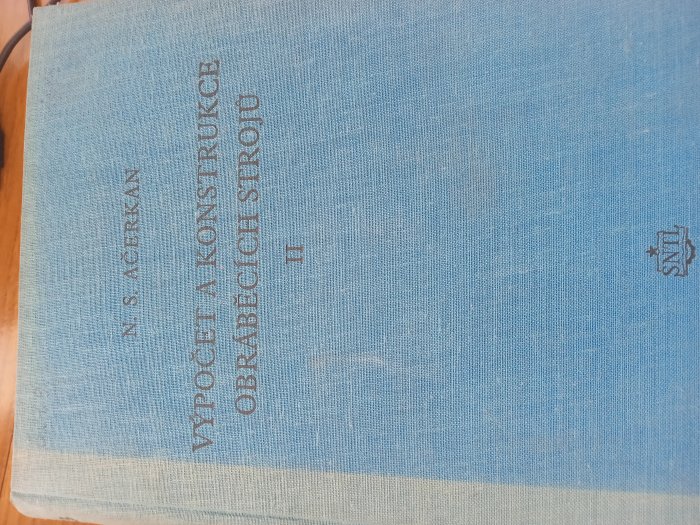 N. S. AČERKAN
VÝPOČET A KONSTRUKCE
OBRÁBĚCÍCH STROJŮ
II
SNTL